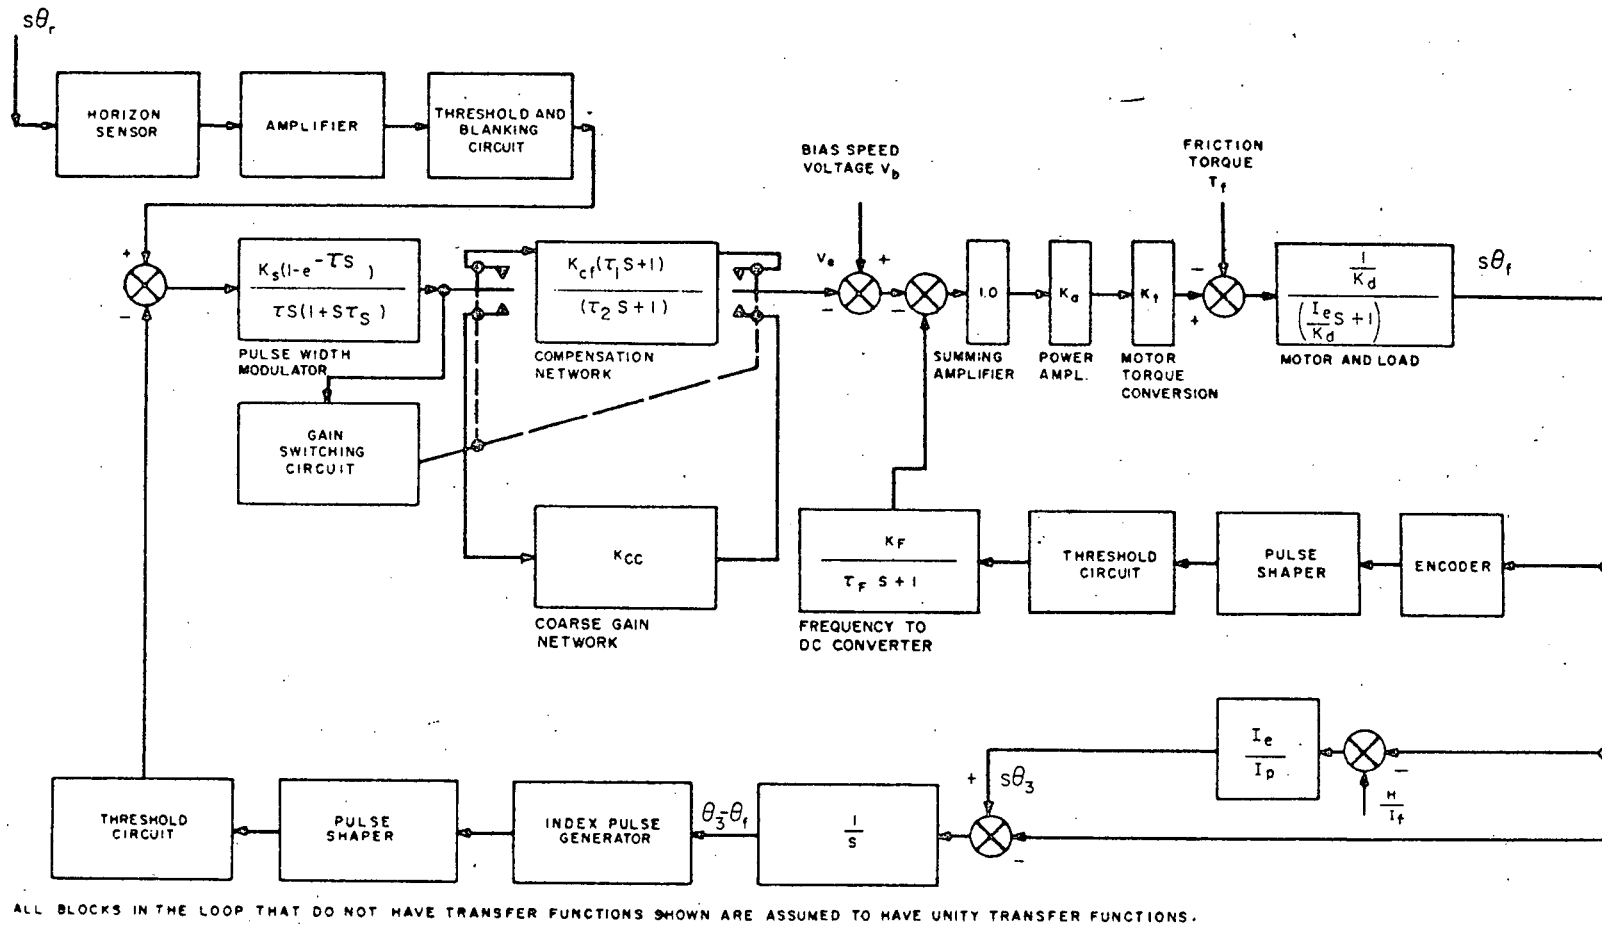 sθr
HORIZON
SENSOR
AMPLIFIER
THRESHOLD AND
BLANKING
CIRCUIT
BIAS SPEED
VOLTAGE Vb
FRICTION
TORQUE
Tf
+
−
Ks(1-e^-τS)
τS(1+SτS)
PULSE WIDTH
MODULATOR
Kcf(τ1S+1)
(τ2S+1)
COMPENSATION
NETWORK
Ve
+
−
−
1.0
SUMMING
AMPLIFIER
Ka
POWER
AMPL.
Kt
MOTOR
TORQUE
CONVERSION
−
+
1
Kd
(Ie/Kd S + 1)
MOTOR AND LOAD
sθf
GAIN
SWITCHING
CIRCUIT
KCC
COARSE GAIN
NETWORK
KF
τF S + 1
FREQUENCY TO
DC CONVERTER
THRESHOLD
CIRCUIT
PULSE
SHAPER
ENCODER
Ie
Ip
−
H
If
+
sθ3
−
1
S
θ3-θf
INDEX PULSE
GENERATOR
PULSE
SHAPER
THRESHOLD
CIRCUIT
ALL BLOCKS IN THE LOOP THAT DO NOT HAVE TRANSFER FUNCTIONS SHOWN ARE ASSUMED TO HAVE UNITY TRANSFER FUNCTIONS.